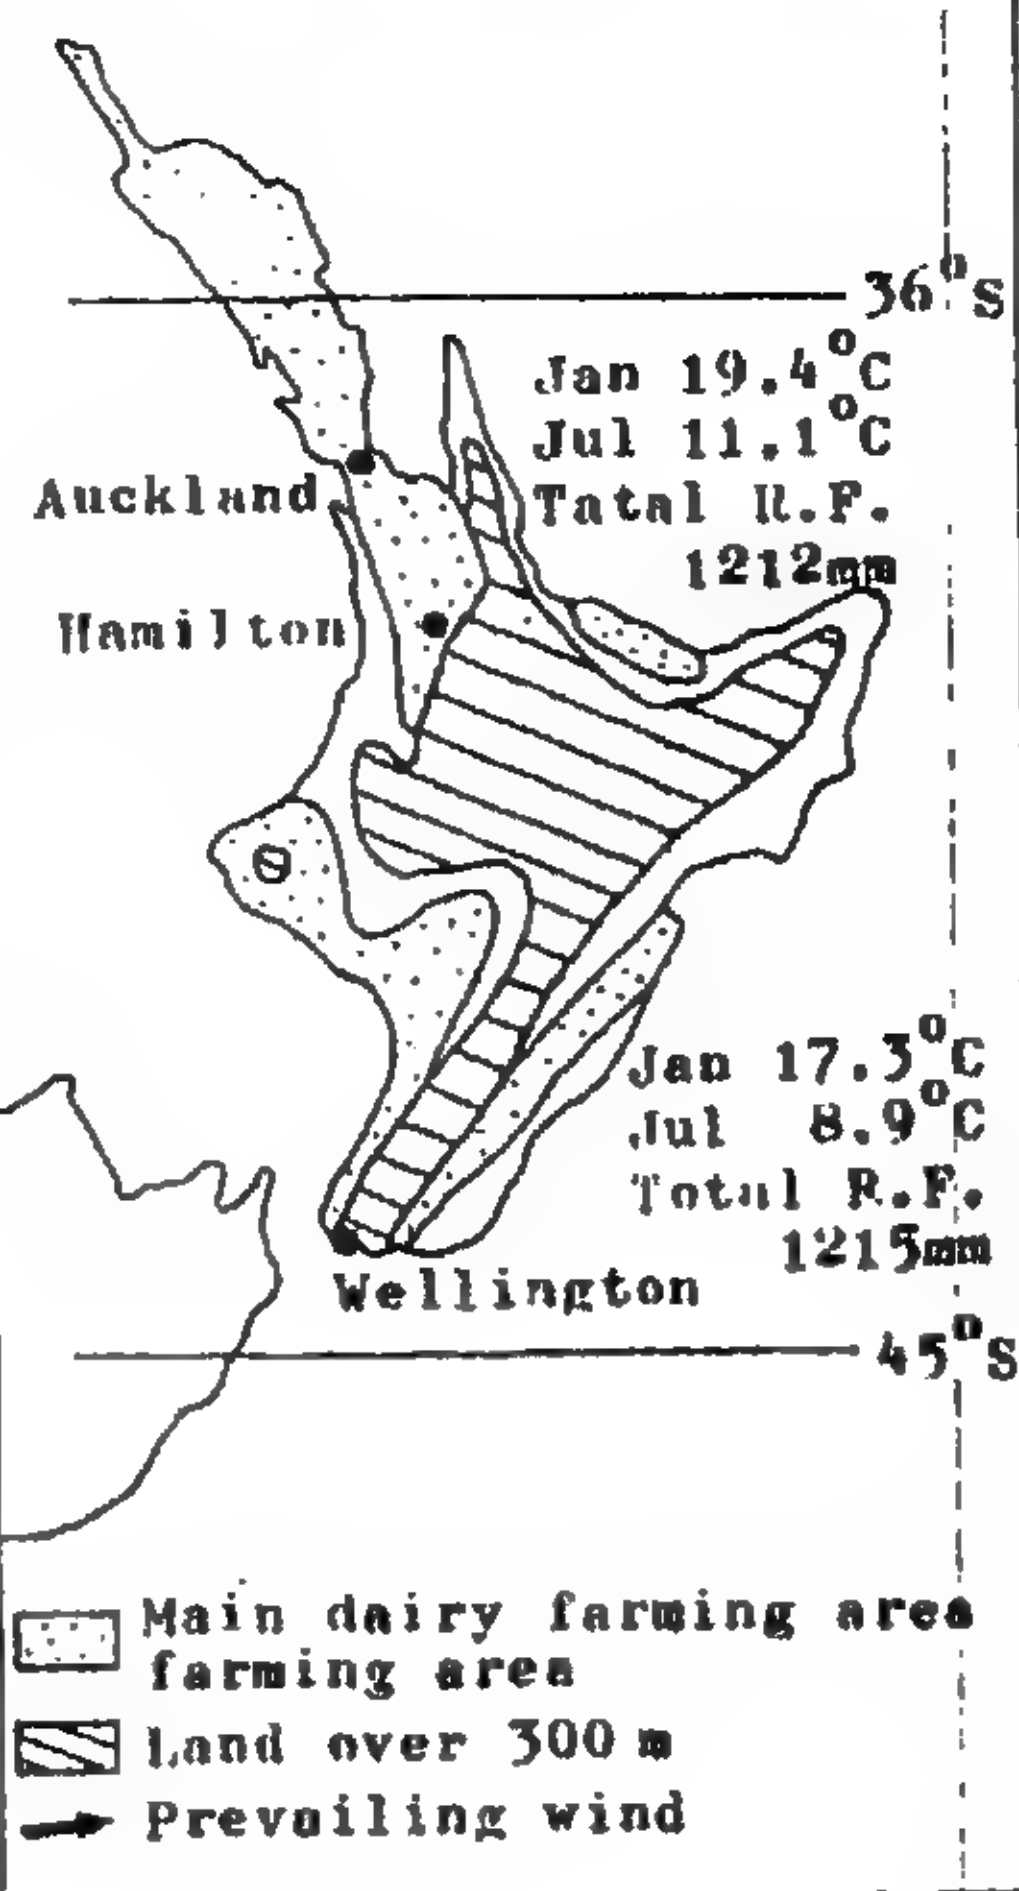 36°S
Jan 19.4°C
Jul 11.1°C
Tatal R.F.
1212mm
Auckland
Hamilton
Jan 17.3°C
Jul 8.9°C
Total R.F.
1215mm
Wellington
45°S
Main dairy farming area
farming area
Land over 300 m
Prevailing wind